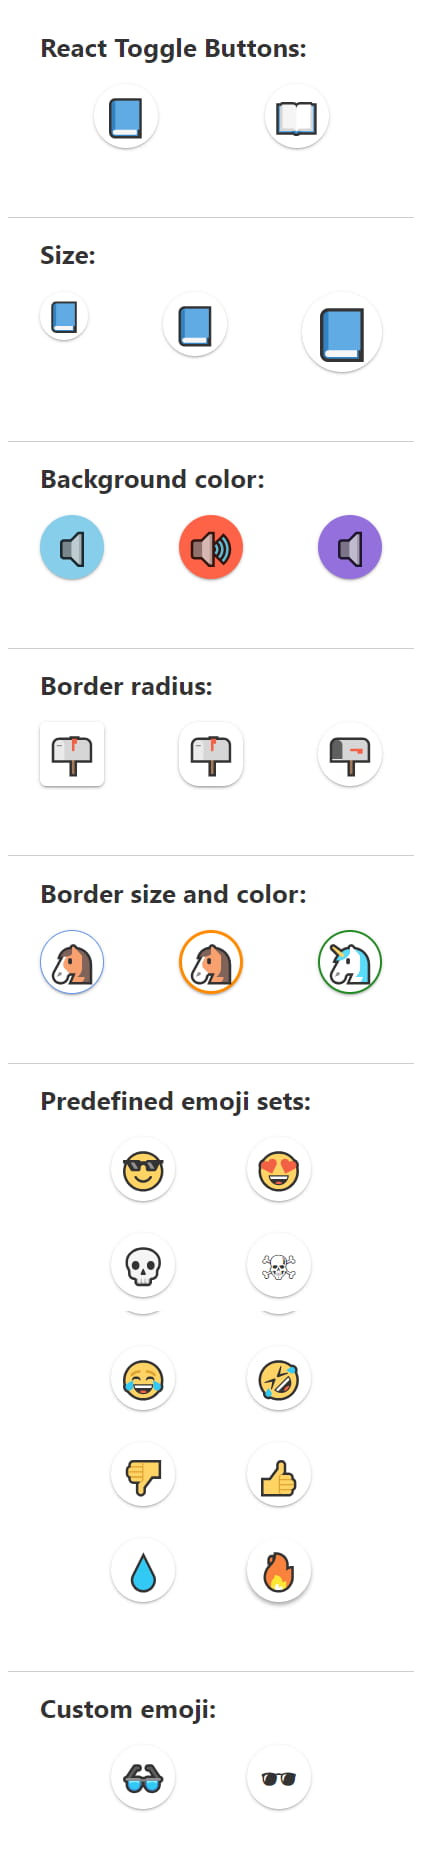 React Toggle Buttons:
Size:
Background color:
Border radius:
Border size and color:
Predefined emoji sets:
Custom emoji: